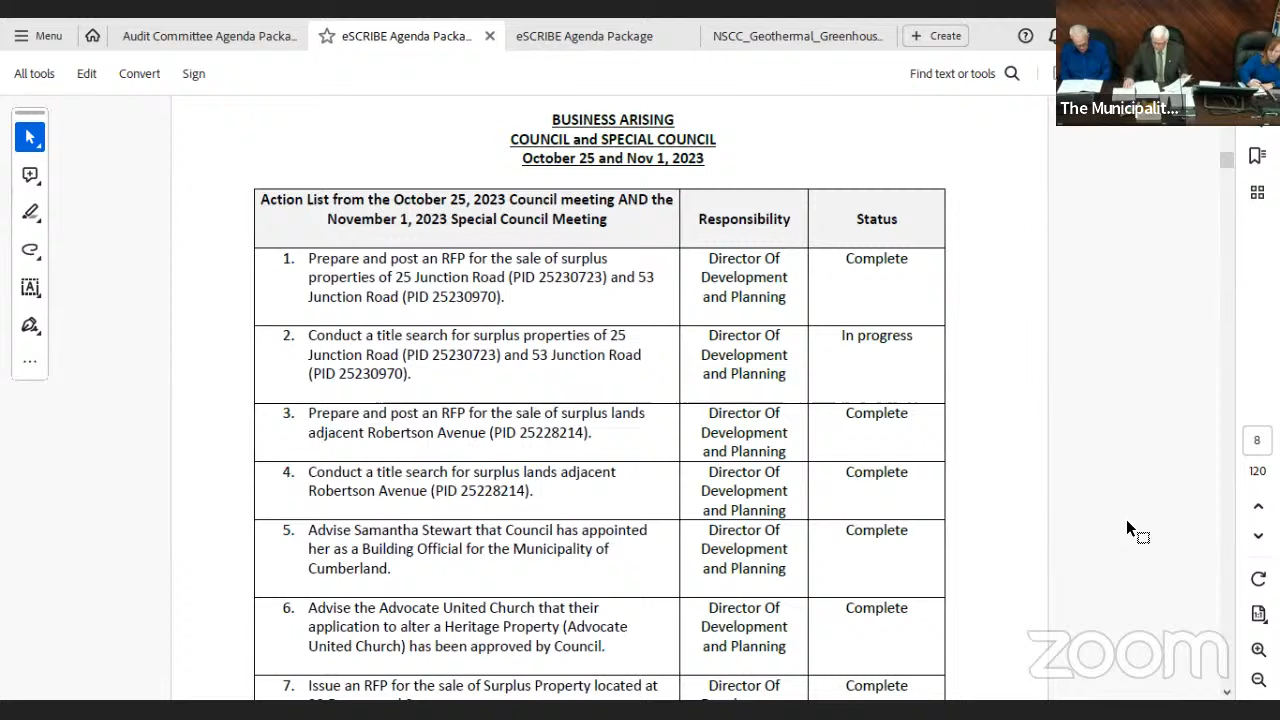 Menu
Audit Committee Agenda Packa...
eSCRIBE Agenda Packa...
eSCRIBE Agenda Package
NSCC_Geothermal_Greenhous...
Create
All tools
Edit
Convert
Sign
Find text or tools
The Municipalit...
BUSINESS ARISING
COUNCIL and SPECIAL COUNCIL
October 25 and Nov 1, 2023
Action List from the October 25, 2023 Council meeting AND the
November 1, 2023 Special Council Meeting
Responsibility
Status
1. Prepare and post an RFP for the sale of surplus
properties of 25 Junction Road (PID 25230723) and 53
Junction Road (PID 25230970).
Director Of
Development
and Planning
Complete
2. Conduct a title search for surplus properties of 25
Junction Road (PID 25230723) and 53 Junction Road
(PID 25230970).
Director Of
Development
and Planning
In progress
3. Prepare and post an RFP for the sale of surplus lands
adjacent Robertson Avenue (PID 25228214).
Director Of
Development
and Planning
Complete
4. Conduct a title search for surplus lands adjacent
Robertson Avenue (PID 25228214).
Director Of
Development
and Planning
Complete
5. Advise Samantha Stewart that Council has appointed
her as a Building Official for the Municipality of
Cumberland.
Director Of
Development
and Planning
Complete
6. Advise the Advocate United Church that their
application to alter a Heritage Property (Advocate
United Church) has been approved by Council.
Director Of
Development
and Planning
Complete
7. Issue an RFP for the sale of Surplus Property located at
Director Of
Complete
8
120
zoom